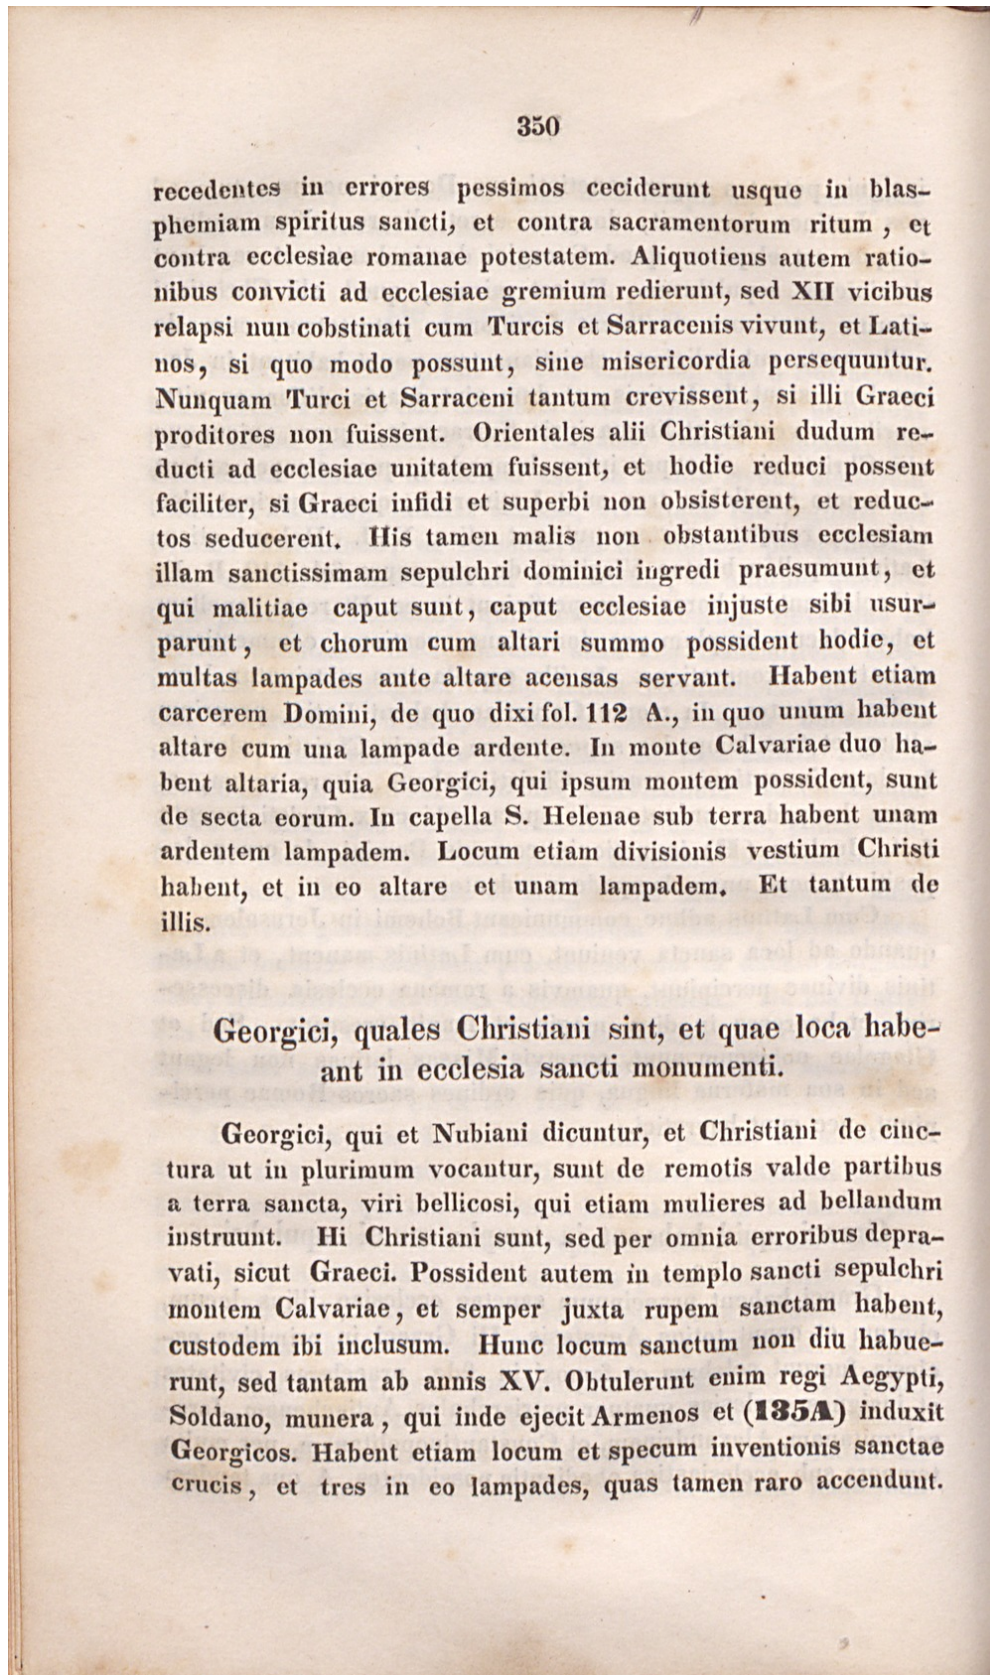 350
recedentes in errores pessimos ceciderunt usque in blas-
phemiam spiritus sancti, et contra sacramentorum ritum , et
contra ecclesiae romanae potestatem. Aliquotiens autem ratio-
nibus convicti ad ecclesiae gremium redierunt, sed XII vicibus
relapsi nun cobstinati cum Turcis et Sarracenis vivunt, et Lati-
nos, si quo modo possunt, sine misericordia persequuntur.
Nunquam Turci et Sarraceni tantum crevissent, si illi Graeci
proditores non fuissent. Orientales alii Christiani dudum re-
ducti ad ecclesiae unitatem fuissent, et hodie reduci possent
faciliter, si Graeci infidi et superbi non obsisterent, et reduc-
tos seducerent. His tamen malis non obstantibus ecclesiam
illam sanctissimam sepulchri dominici ingredi praesumunt, et
qui malitiae caput sunt, caput ecclesiae injuste sibi usur-
parunt, et chorum cum altari summo possident hodie, et
multas lampades ante altare acensas servant. Habent etiam
carcerem Domini, de quo dixi fol. 112 A., in quo unum habent
altare cum una lampade ardente. In monte Calvariae duo ha-
bent altaria, quia Georgici, qui ipsum montem possident, sunt
de secta eorum. In capella S. Helenae sub terra habent unam
ardentem lampadem. Locum etiam divisionis vestium Christi
habent, et in eo altare et unam lampadem. Et tantum de
illis.
Georgici, quales Christiani sint, et quae loca habe-
ant in ecclesia sancti monumenti.
Georgici, qui et Nubiani dicuntur, et Christiani de cinc-
tura ut in plurimum vocantur, sunt de remotis valde partibus
a terra sancta, viri bellicosi, qui etiam mulieres ad bellandum
instruunt. Hi Christiani sunt, sed per omnia erroribus depra-
vati, sicut Graeci. Possident autem in templo sancti sepulchri
montem Calvariae, et semper juxta rupem sanctam habent,
custodem ibi inclusum. Hunc locum sanctum non diu habue-
runt, sed tantam ab annis XV. Obtulerunt enim regi Aegypti,
Soldano, munera , qui inde ejecit Armenos et (135A) induxit
Georgicos. Habent etiam locum et specum inventionis sanctae
crucis , et tres in eo lampades, quas tamen raro accendunt.